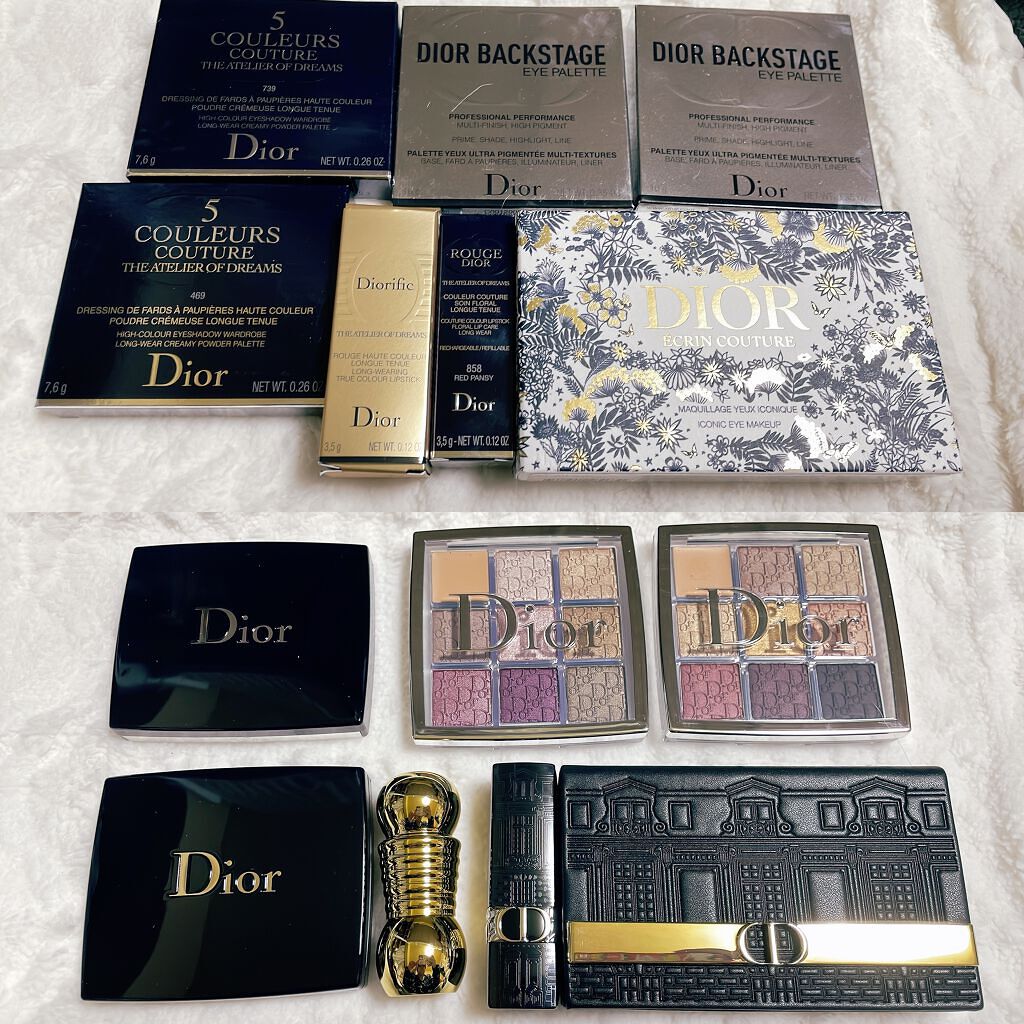 5
COULEURS
COUTURE
THE ATELIER OF DREAMS
739
DRESSING DE FARDS À PAUPIÈRES HAUTE COULEUR
POUDRE CRÉMEUSE LONGUE TENUE
HIGH-COLOUR EYESHADOW WARDROBE
LONG-WEAR CREAMY POWDER PALETTE
7,6 g
Dior
NET WT. 0.26 OZ
DIOR BACKSTAGE
EYE PALETTE
PROFESSIONAL PERFORMANCE
MULTI-FINISH, HIGH PIGMENT
PRIME, SHADE, HIGHLIGHT, LINE
PALETTE YEUX ULTRA PIGMENTÉE MULTI-TEXTURES
BASE, FARD À PAUPIÈRES, ILLUMINATEUR, LINER
Dior
DIOR BACKSTAGE
EYE PALETTE
PROFESSIONAL PERFORMANCE
MULTI-FINISH, HIGH PIGMENT
PRIME, SHADE, HIGHLIGHT, LINE
PALETTE YEUX ULTRA PIGMENTÉE MULTI-TEXTURES
BASE, FARD À PAUPIÈRES, ILLUMINATEUR, LINER
Dior
5
COULEURS
COUTURE
THE ATELIER OF DREAMS
469
DRESSING DE FARDS À PAUPIÈRES HAUTE COULEUR
POUDRE CRÉMEUSE LONGUE TENUE
HIGH-COLOUR EYESHADOW WARDROBE
LONG-WEAR CREAMY POWDER PALETTE
7,6 g
Dior
NET WT. 0.26 OZ
Diorific
THE ATELIER OF DREAMS
ROUGE HAUTE COULEUR
LONGUE TENUE
LONG-WEARING
TRUE COLOUR LIPSTICK
Dior
3,5 g
NET WT. 0.12 OZ
ROUGE
DIOR
THE ATELIER OF DREAMS
COULEUR COUTURE
SOIN FLORAL
LONGUE TENUE
COUTURE COLOUR LIPSTICK
FLORAL LIP CARE
LONG WEAR
RECHARGEABLE/REFILLABLE
858
RED PANSY
Dior
3,5 g - NET WT. 0.12 OZ
DIOR
ÉCRIN COUTURE
MAQUILLAGE YEUX ICONIQUE
ICONIC EYE MAKEUP
Dior
Dior
Dior
Dior
CD
CD